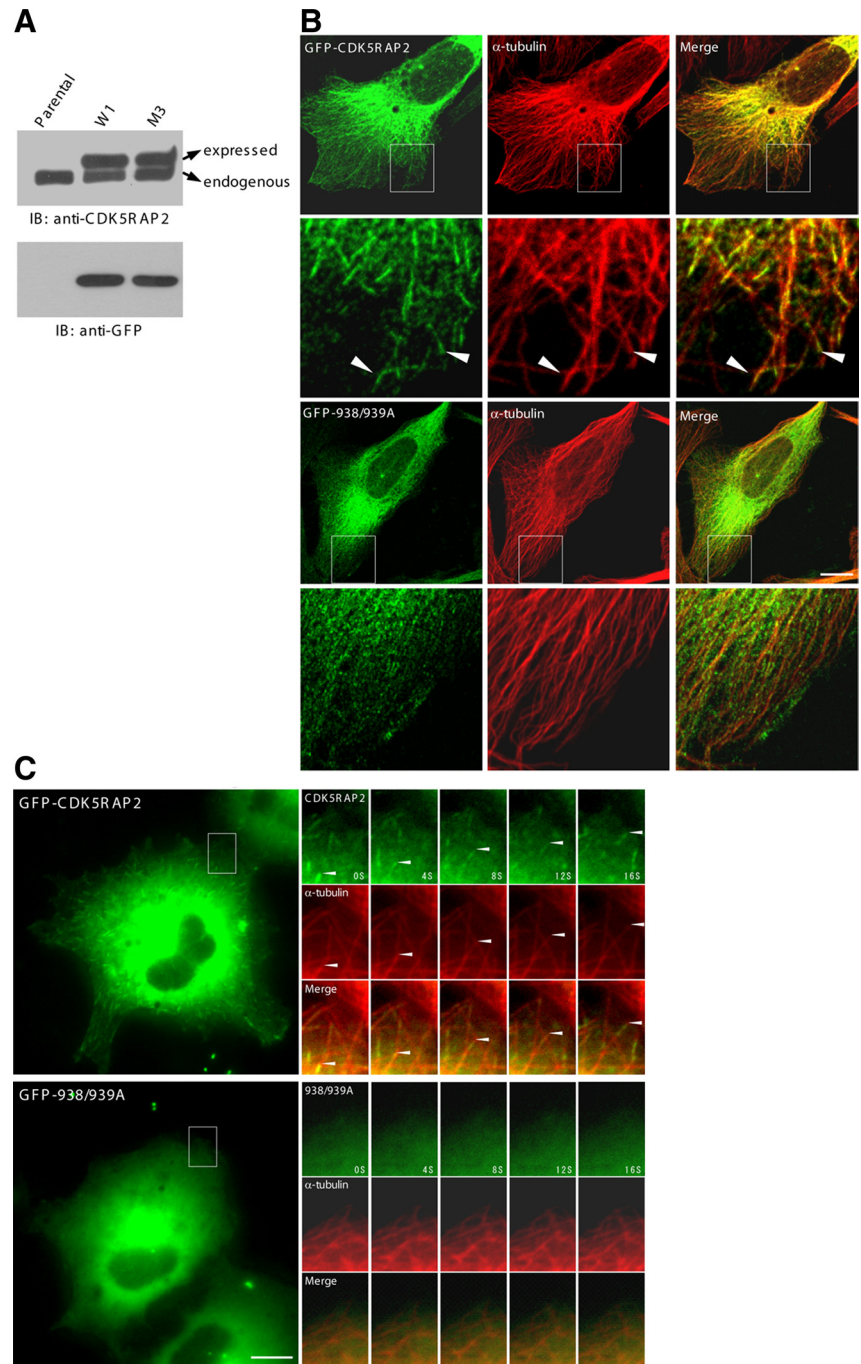 A
Parental
W1
M3
expressed
endogenous
IB: anti-CDK5RAP2
IB: anti-GFP
B
GFP-CDK5RAP2
α-tubulin
Merge
GFP-938/939A
α-tubulin
Merge
C
GFP-CDK5RAP2
CDK5RAP2
0S
4S
8S
12S
16S
α-tubulin
Merge
GFP-938/939A
938/939A
0S
4S
8S
12S
16S
α-tubulin
Merge